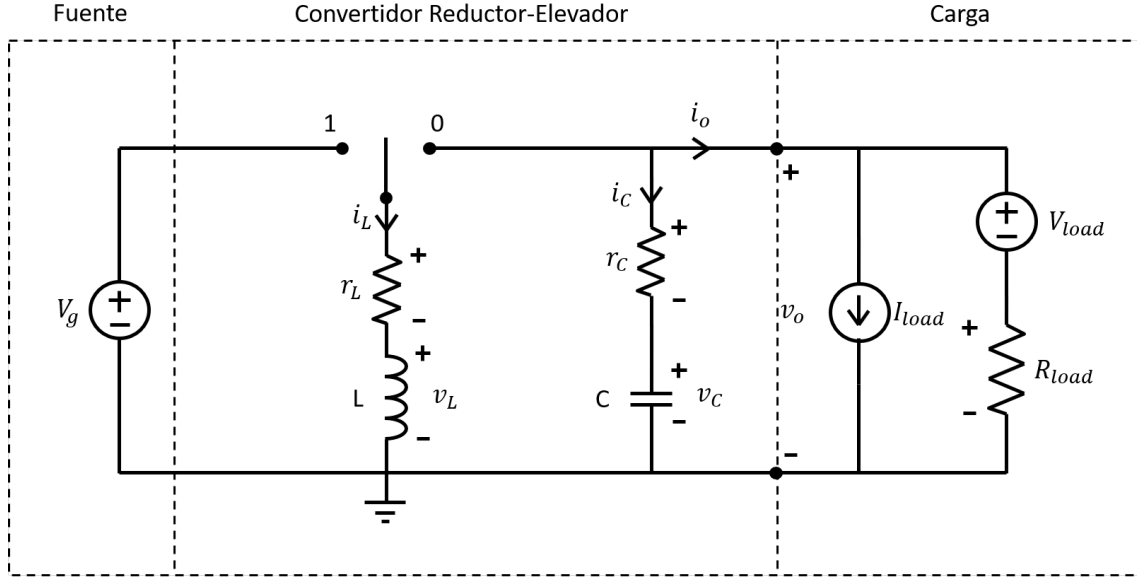 Fuente
Convertidor Reductor-Elevador
Carga
1
0
i_o
+
i_L
i_C
+
+
+
−
V_load
r_L
r_C
V_g
+
−
−
−
v_o
I_load
+
+
+
R_load
L
v_L
C
v_C
−
−
−
−